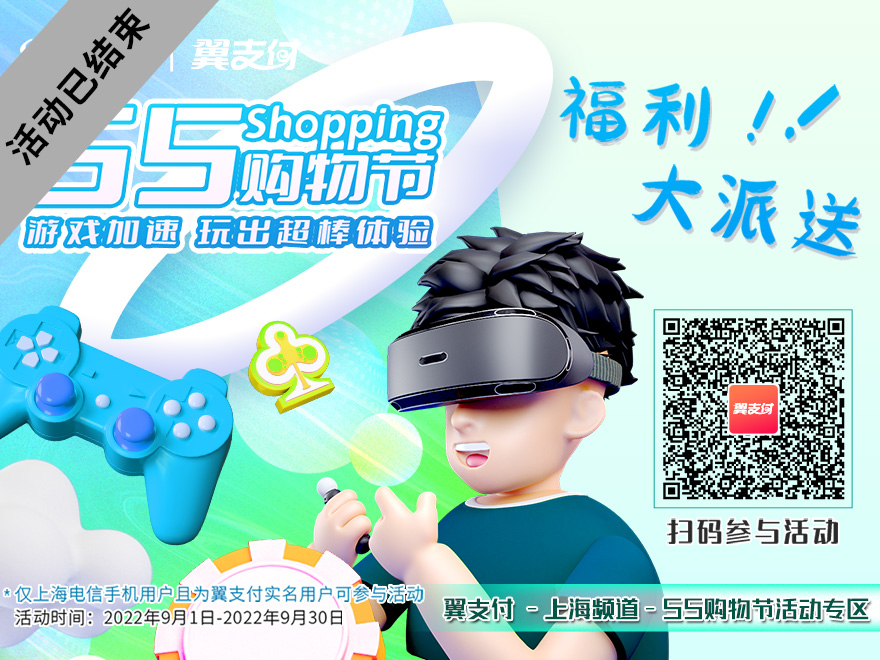 活动已结束
翼支付
55 Shopping
购物节
游戏加速 玩出超棒体验
福利！！
大派送
翼支付
扫码参与活动
*仅上海电信手机用户且为翼支付实名用户可参与活动
活动时间：2022年9月1日-2022年9月30日
翼支付 - 上海频道 - 55购物节活动专区